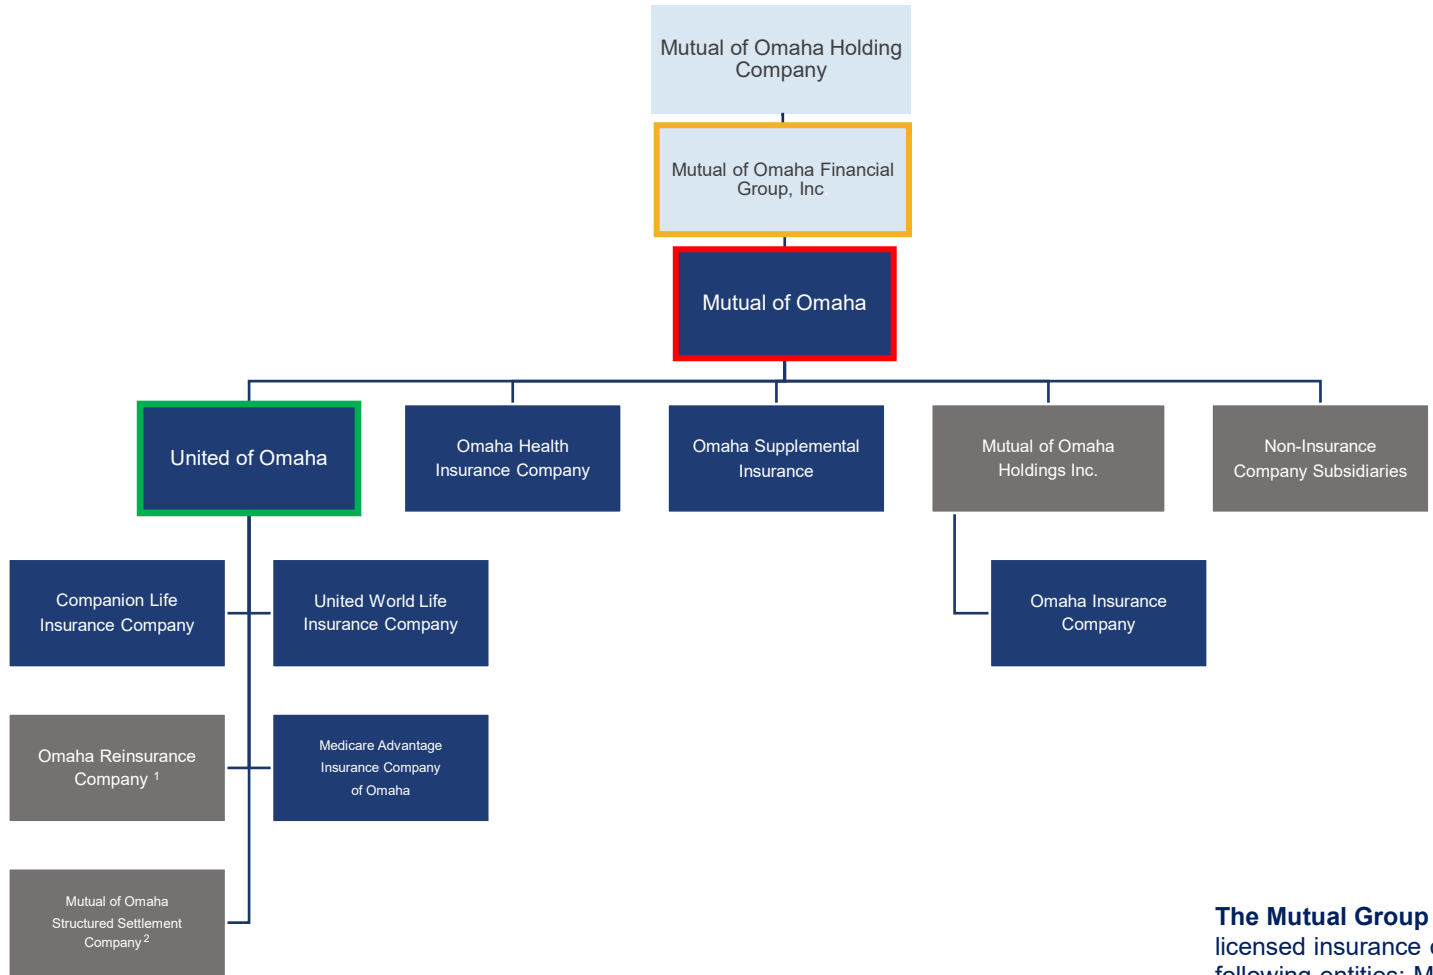 Mutual of Omaha Holding
Company
Mutual of Omaha Financial
Group, Inc
Mutual of Omaha
United of Omaha
Omaha Health
Insurance Company
Omaha Supplemental
Insurance
Mutual of Omaha
Holdings Inc.
Non-Insurance
Company Subsidiaries
Companion Life
Insurance Company
United World Life
Insurance Company
Omaha Insurance
Company
Omaha Reinsurance
Company 1
Medicare Advantage
Insurance Company
of Omaha
Mutual of Omaha
Structured Settlement
Company 2
The Mutual Group
licensed insurance
following entities: M